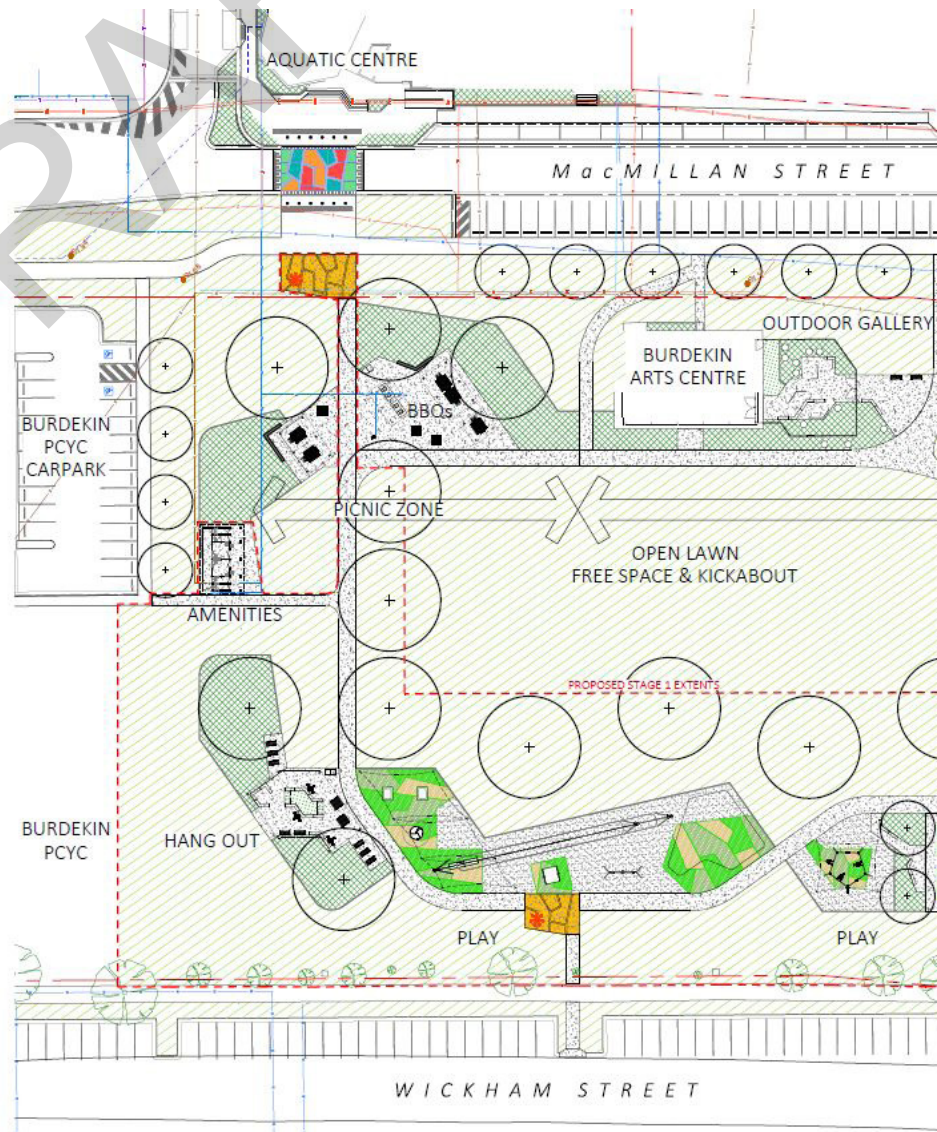 AQUATIC CENTRE
MacMILLAN STREET
OUTDOOR GALLERY
BURDEKIN
ARTS CENTRE
BBQs
BURDEKIN
PCYC
CARPARK
PICNIC ZONE
OPEN LAWN
FREE SPACE & KICKABOUT
AMENITIES
PROPOSED STAGE 1 EXTENTS
BURDEKIN
PCYC
HANG OUT
PLAY
PLAY
WICKHAM STREET